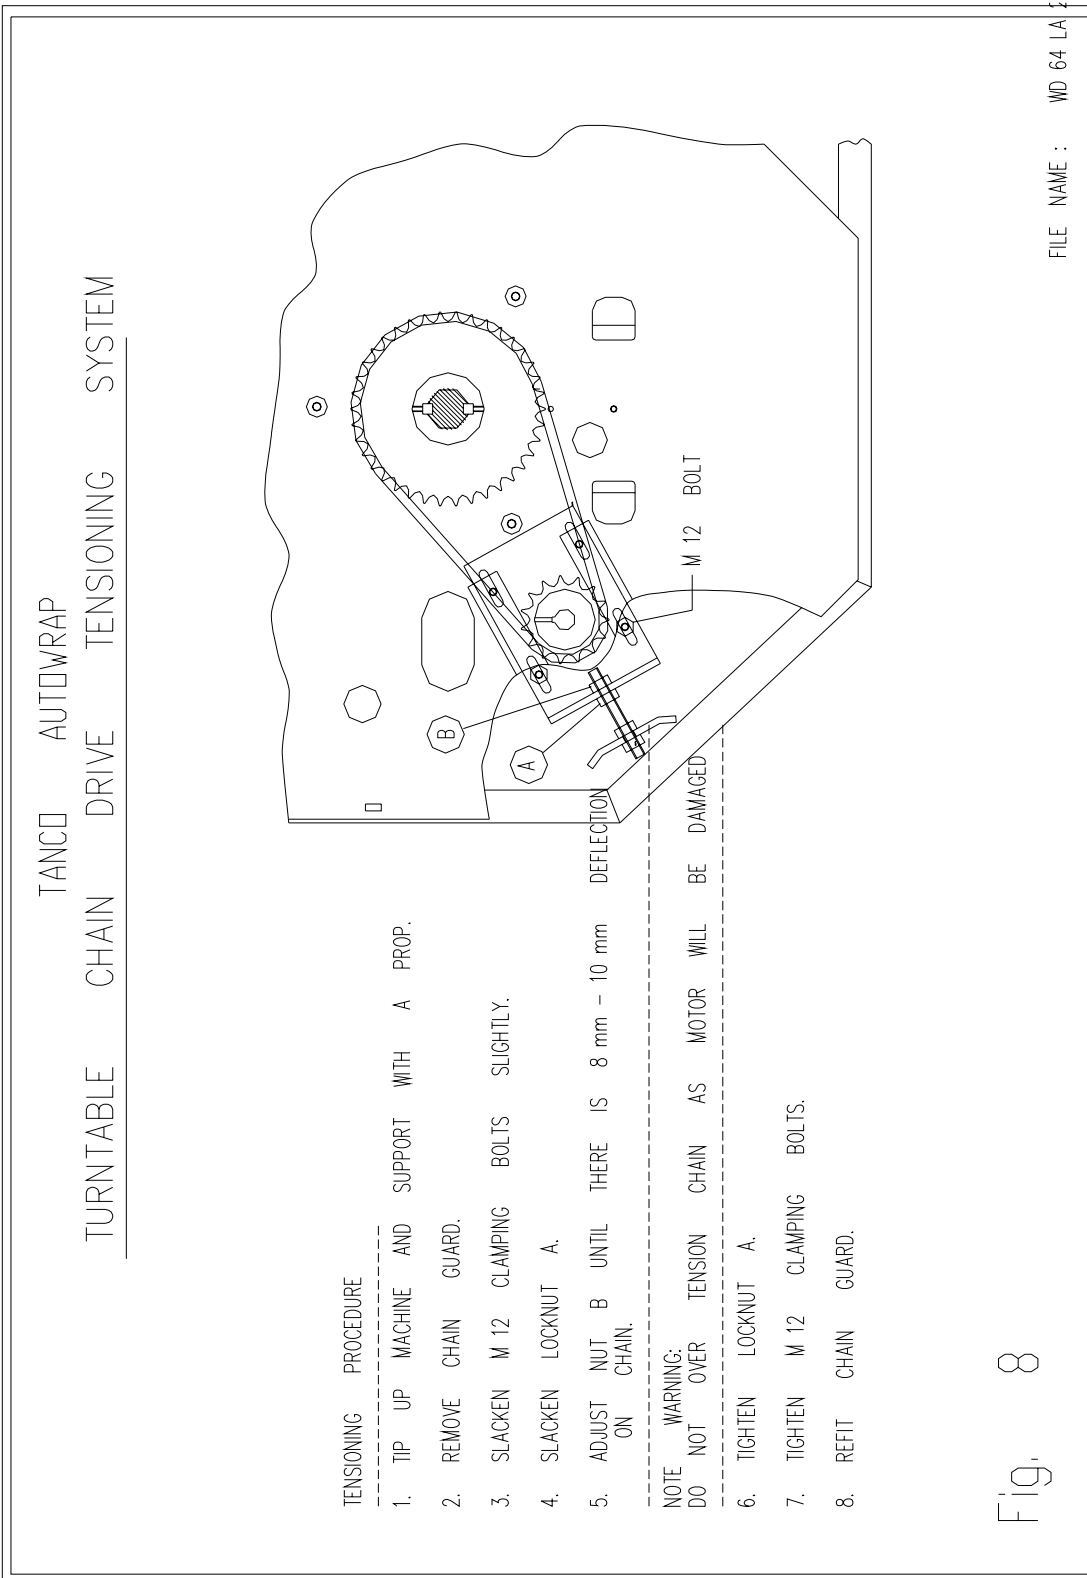 TANCO AUTOWRAP
TURNTABLE CHAIN DRIVE TENSIONING SYSTEM
TENSIONING PROCEDURE
1. TIP UP MACHINE AND SUPPORT WITH A PROP.
2. REMOVE CHAIN GUARD.
3. SLACKEN M 12 CLAMPING BOLTS SLIGHTLY.
4. SLACKEN LOCKNUT A.
5. ADJUST NUT B UNTIL THERE IS 8 mm - 10 mm DEFLECTION
ON CHAIN.
NOTE WARNING:
DO NOT OVER TENSION CHAIN AS MOTOR WILL BE DAMAGED
6. TIGHTEN LOCKNUT A.
7. TIGHTEN M 12 CLAMPING BOLTS.
8. REFIT CHAIN GUARD.
B
A
M 12 BOLT
Fig. 8
FILE NAME : WD 64 LA